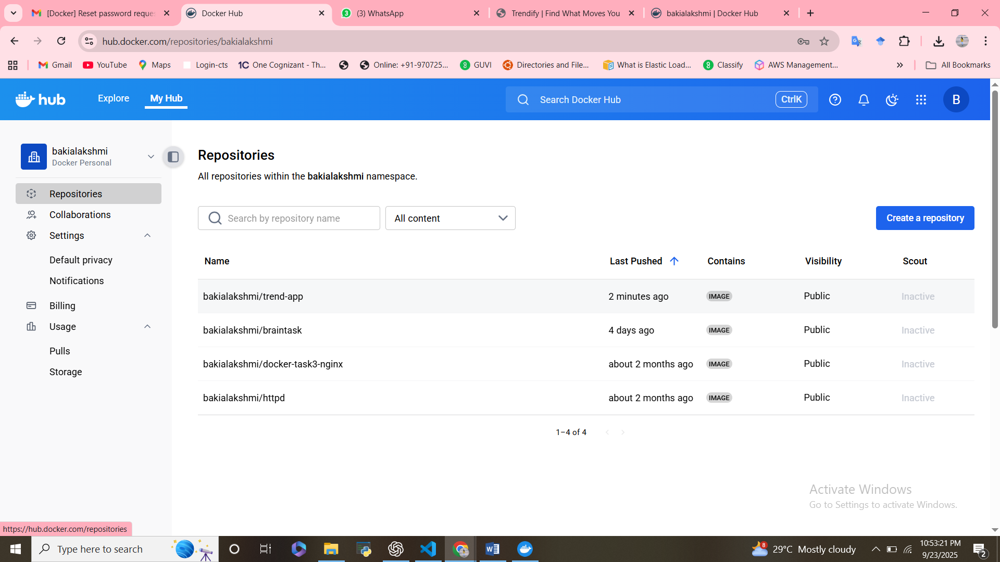 [Docker] Reset password reques
Docker Hub
(3) WhatsApp
Trendify | Find What Moves You
bakialakshmi | Docker Hub
hub.docker.com/repositories/bakialakshmi
Gmail
YouTube
Maps
Login-cts
1C One Cognizant - Th...
Online: +91-970725...
GUVI
Directories and File...
What is Elastic Load...
Classify
AWS Management...
All Bookmarks
hub
Explore
My Hub
Search Docker Hub
CtrlK
B
bakialakshmi
Docker Personal
Repositories
Collaborations
Settings
Default privacy
Notifications
Billing
Usage
Pulls
Storage
Repositories
All repositories within the bakialakshmi namespace.
Search by repository name
All content
Create a repository
Name Last Pushed Contains Visibility Scout
bakialakshmi/trend-app 2 minutes ago IMAGE Public Inactive
bakialakshmi/braintask 4 days ago IMAGE Public Inactive
bakialakshmi/docker-task3-nginx about 2 months ago IMAGE Public Inactive
bakialakshmi/httpd about 2 months ago IMAGE Public Inactive
1–4 of 4
Activate Windows
Go to Settings to activate Windows.
https://hub.docker.com/repositories
Type here to search
8
29°C Mostly cloudy
10:53:21 PM
9/23/2025
2